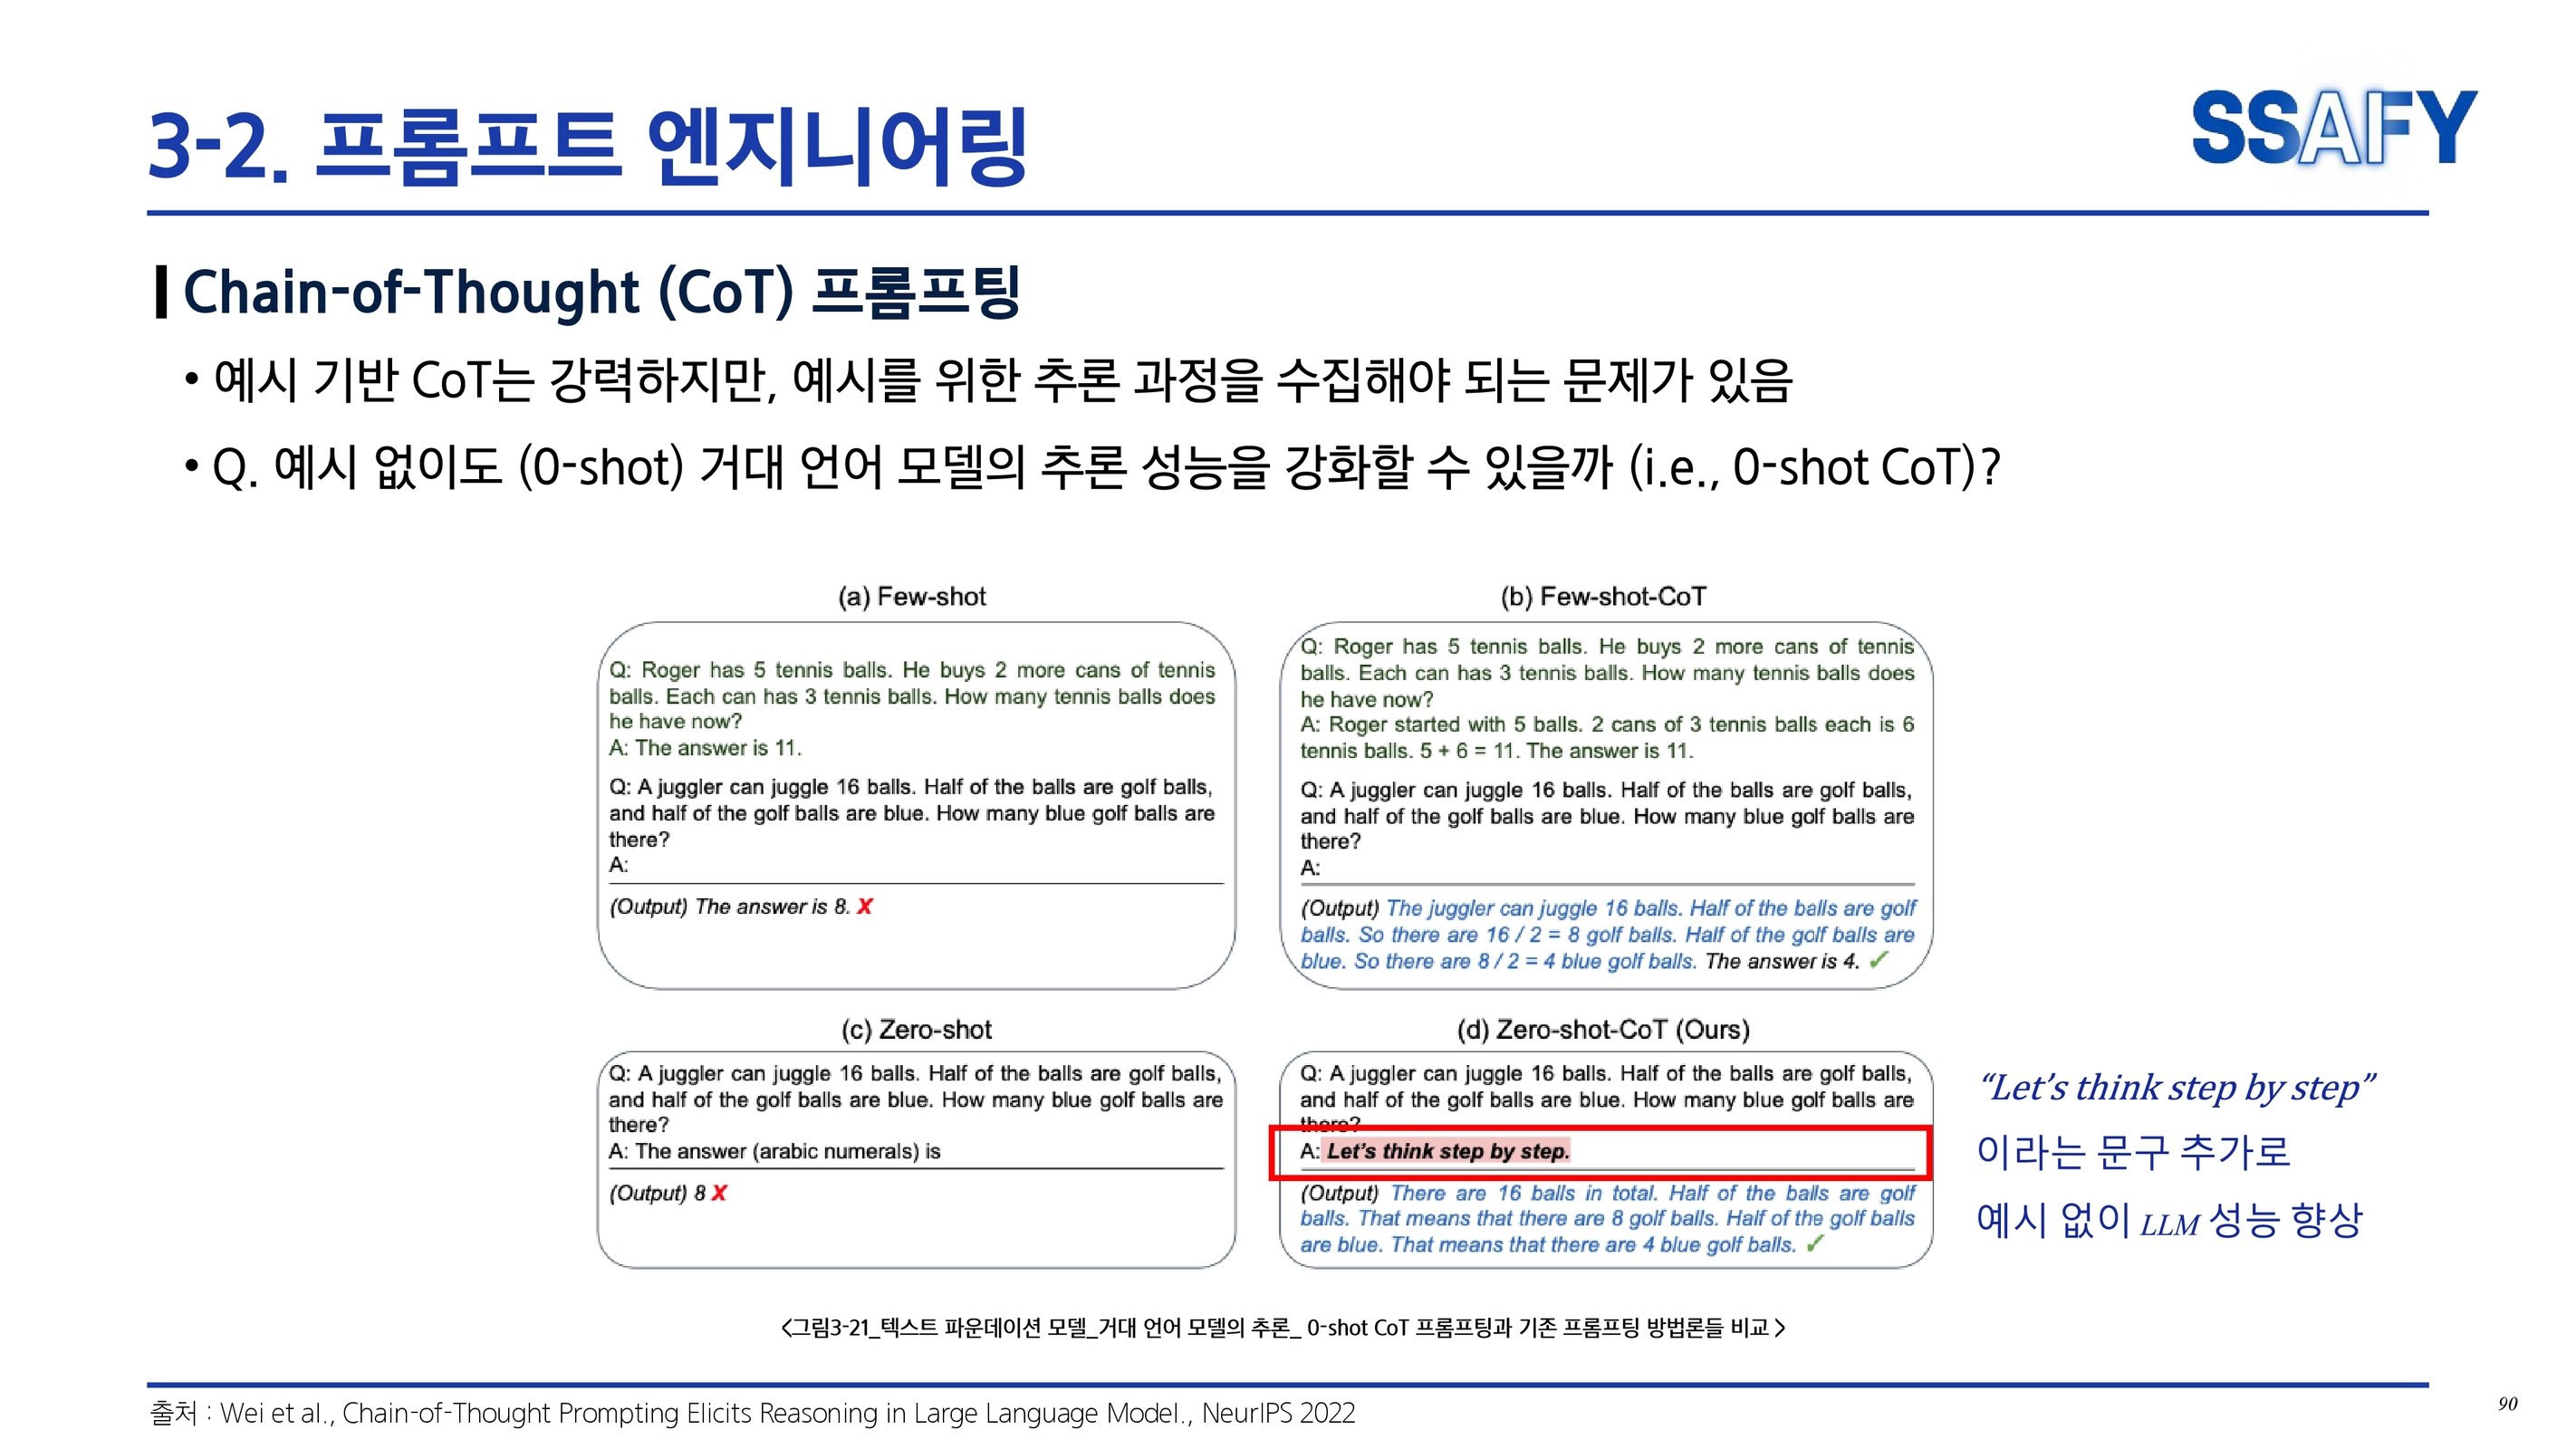 3-2. 프롬프트 엔지니어링
SSAFY
Chain-of-Thought (CoT) 프롬프팅
• 예시 기반 CoT는 강력하지만, 예시를 위한 추론 과정을 수집해야 되는 문제가 있음
• Q. 예시 없이도 (0-shot) 거대 언어 모델의 추론 성능을 강화할 수 있을까 (i.e., 0-shot CoT)?
(a) Few-shot
Q: Roger has 5 tennis balls. He buys 2 more cans of tennis
balls. Each can has 3 tennis balls. How many tennis balls does
he have now?
A: The answer is 11.
Q: A juggler can juggle 16 balls. Half of the balls are golf balls,
and half of the golf balls are blue. How many blue golf balls are
there?
A:
(Output) The answer is 8. X
(b) Few-shot-CoT
Q: Roger has 5 tennis balls. He buys 2 more cans of tennis
balls. Each can has 3 tennis balls. How many tennis balls does
he have now?
A: Roger started with 5 balls. 2 cans of 3 tennis balls each is 6
tennis balls. 5 + 6 = 11. The answer is 11.
Q: A juggler can juggle 16 balls. Half of the balls are golf balls,
and half of the golf balls are blue. How many blue golf balls are
there?
A:
(Output) The juggler can juggle 16 balls. Half of the balls are golf
balls. So there are 16 / 2 = 8 golf balls. Half of the golf balls are
blue. So there are 8 / 2 = 4 blue golf balls. The answer is 4. ✓
(c) Zero-shot
Q: A juggler can juggle 16 balls. Half of the balls are golf balls,
and half of the golf balls are blue. How many blue golf balls are
there?
A: The answer (arabic numerals) is
(Output) 8 X
(d) Zero-shot-CoT (Ours)
Q: A juggler can juggle 16 balls. Half of the balls are golf balls,
and half of the golf balls are blue. How many blue golf balls are
there?
A: Let's think step by step.
(Output) There are 16 balls in total. Half of the balls are golf
balls. That means that there are 8 golf balls. Half of the golf balls
are blue. That means that there are 4 blue golf balls. ✓
“Let’s think step by step”
이라는 문구 추가로
예시 없이 LLM 성능 향상
<그림3-21_텍스트 파운데이션 모델_거대 언어 모델의 추론_ 0-shot CoT 프롬프팅과 기존 프롬프팅 방법론들 비교 >
출처 : Wei et al., Chain-of-Thought Prompting Elicits Reasoning in Large Language Model., NeurIPS 2022
90